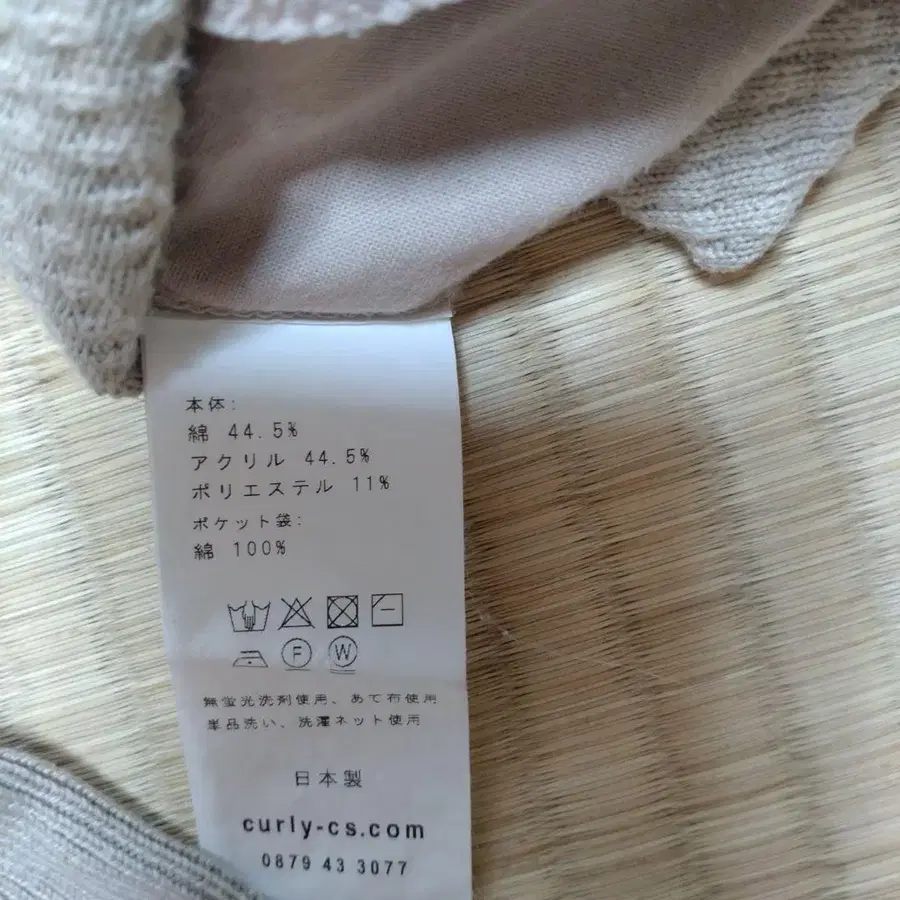 本体:
綿 44.5%
アクリル 44.5%
ポリエステル 11%
ポケット袋:
綿 100%
F W
無蛍光洗剤使用、あて布使用
単品洗い、洗濯ネット使用
日本製
curly-cs.com
0879 43 3077